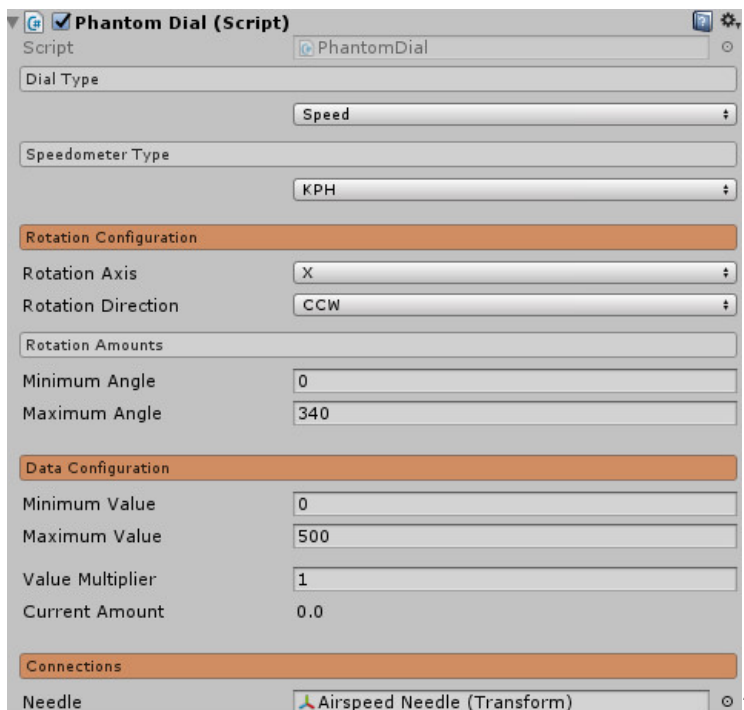 Phantom Dial (Script)
Script PhantomDial
Dial Type
Speed
Speedometer Type
KPH
Rotation Configuration
Rotation Axis X
Rotation Direction CCW
Rotation Amounts
Minimum Angle 0
Maximum Angle 340
Data Configuration
Minimum Value 0
Maximum Value 500
Value Multiplier 1
Current Amount 0.0
Connections
Needle Airspeed Needle (Transform)